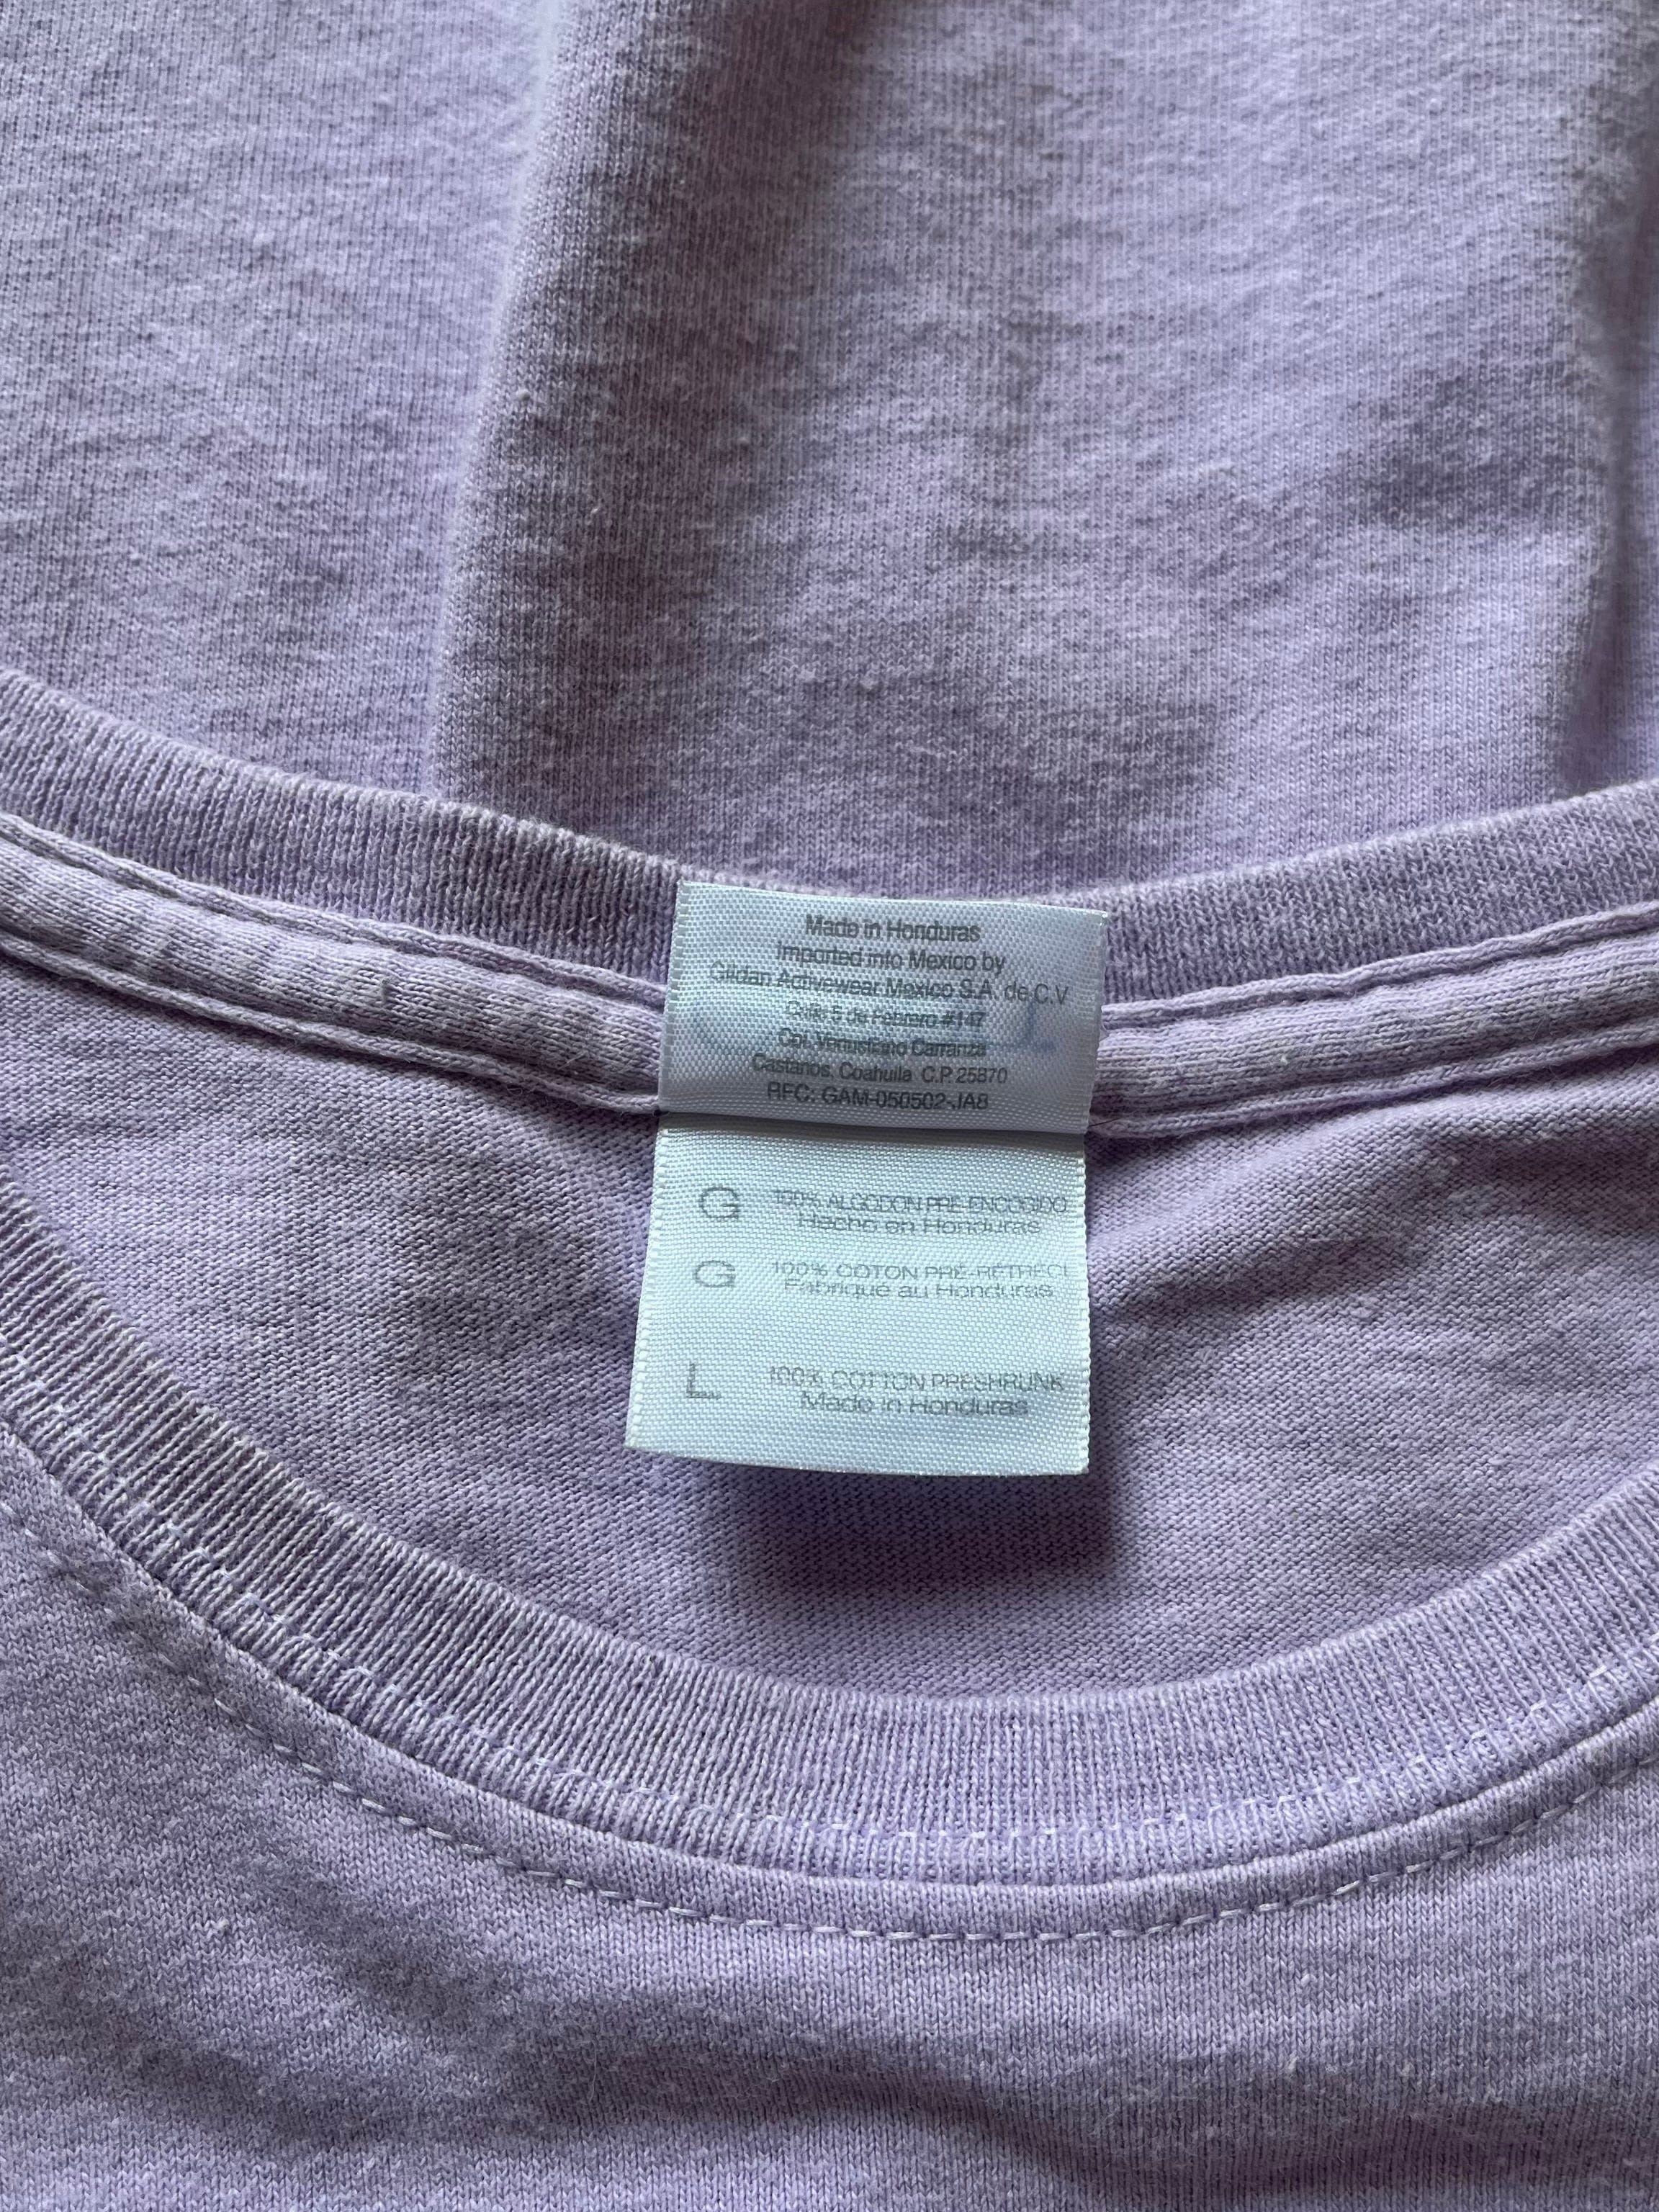 Made in Honduras
Imported into Mexico by
Gildan Activewear Mexico S.A. de C.V
Calle 5 de Febrero #147
Col. Venustiano Carranza
Castaños, Coahuila C.P. 25870
RFC: GAM-050502-JA8
G 100% ALGODON PRE-ENCOGIDO
Hecho en Honduras
G 100% COTON PRÉ-RÉTRÉCI
Fabriqué au Honduras
L 100% COTTON PRESHRUNK
Made in Honduras